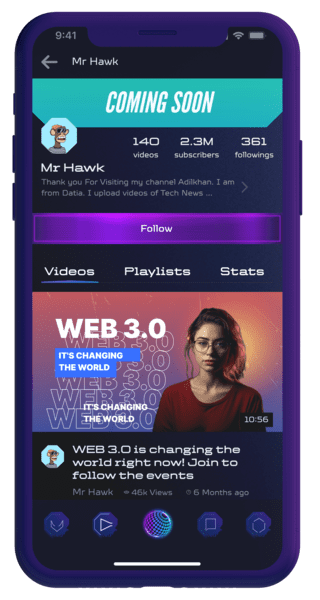 9:41
Mr Hawk
COMING SOON
140 2.3M 361
videos subscribers followings
Mr Hawk
Thank you For Visiting my channel Adilkhan. I am
from Datia. I upload videos of Tech News ...
Follow
Videos Playlists Stats
WEB 3.0
IT'S CHANGING
THE WORLD
WEB 3.0
WEB 3.0
WEB 3.0
WEB 3.0
IT'S CHANGING
THE WORLD
10:56
WEB 3.0 is changing the
world right now! Join to
follow the events
Mr Hawk 46k Views 6 Months ago